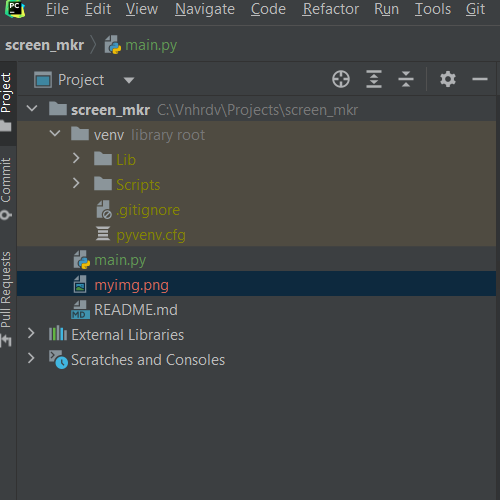 PC
File Edit View Navigate Code Refactor Run Tools Git
screen_mkr main.py
Project
screen_mkr C:\Vnhrdv\Projects\screen_mkr
venv library root
Lib
Scripts
.gitignore
pyvenv.cfg
main.py
myimg.png
MD README.md
External Libraries
Scratches and Consoles
Project
Commit
Pull Requests